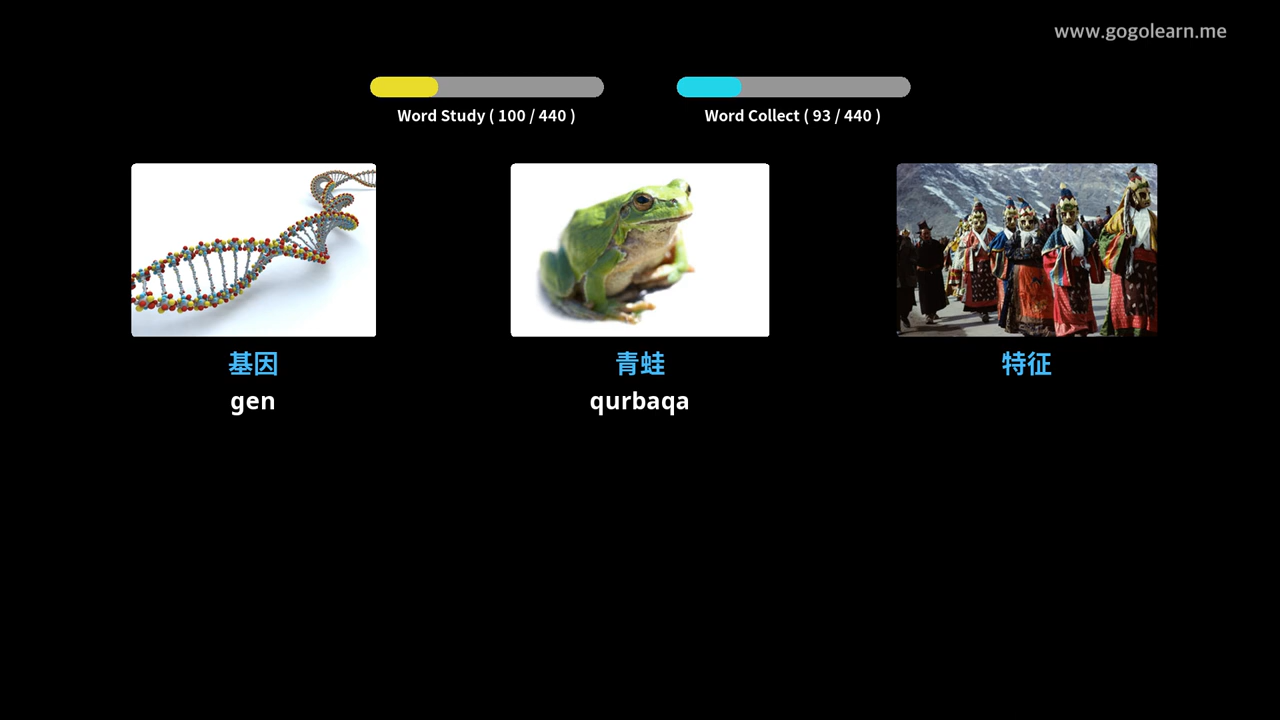 www.gogolearn.me
Word Study ( 100 / 440 )
Word Collect ( 93 / 440 )
基因
青蛙
特征
gen
qurbaqa